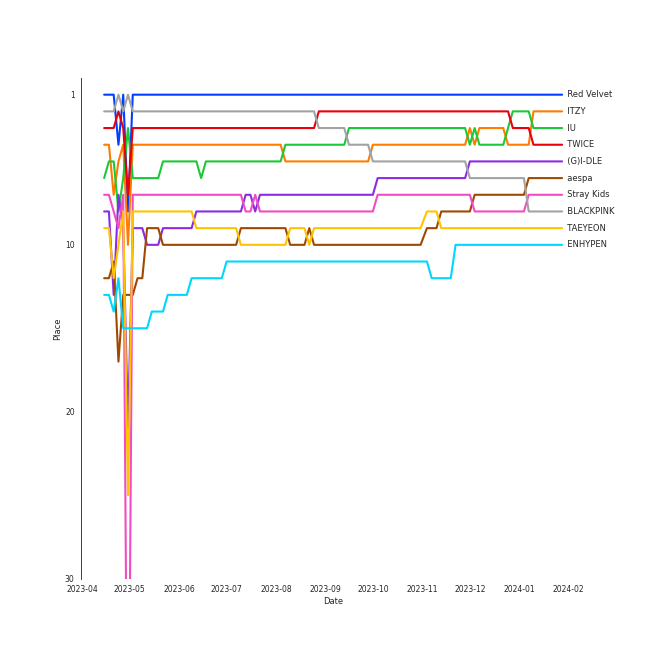 1
10
20
30
Place
2023-04 2023-05 2023-06 2023-07 2023-08 2023-09 2023-10 2023-11 2023-12 2024-01 2024-02
Date
Red Velvet
ITZY
IU
TWICE
(G)I-DLE
aespa
Stray Kids
BLACKPINK
TAEYEON
ENHYPEN